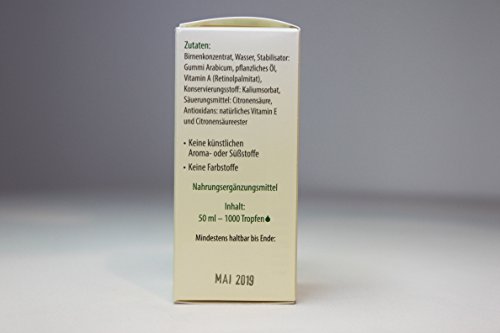 Zutaten:
Birnenkonzentrat, Wasser, Stabilisator:
Gummi Arabicum, pflanzliches Öl,
Vitamin A (Retinolpalmitat),
Konservierungsstoff: Kaliumsorbat,
Säuerungsmittel: Citronensäure,
Antioxidans: natürliches Vitamin E
und Citronensäureester
• Keine künstlichen
Aroma- oder Süßstoffe
• Keine Farbstoffe
Nahrungsergänzungsmittel
Inhalt:
50 ml – 1000 Tropfen
Mindestens haltbar bis Ende:
MAI 2019